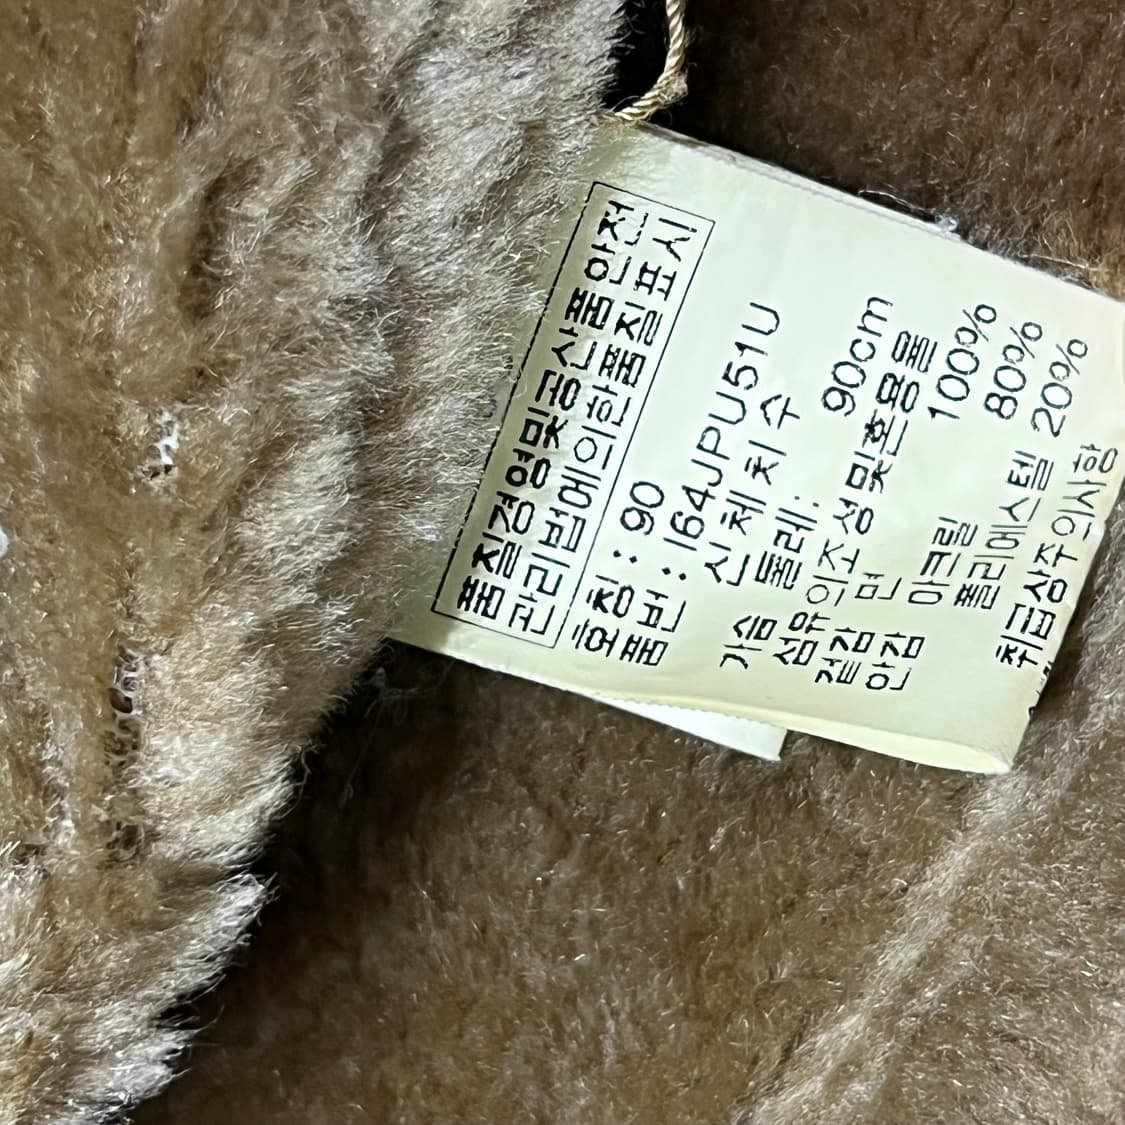 품질경영및공산품안전
관리법에의한품질표시
호칭 : 90
품번 : I64JPU51U
신체치수
가슴 둘레: 90cm
섬유의조성및혼용율
겉감 면 100%
안감 아크릴 80%
폴리에스텔 20%
취급상주의사항